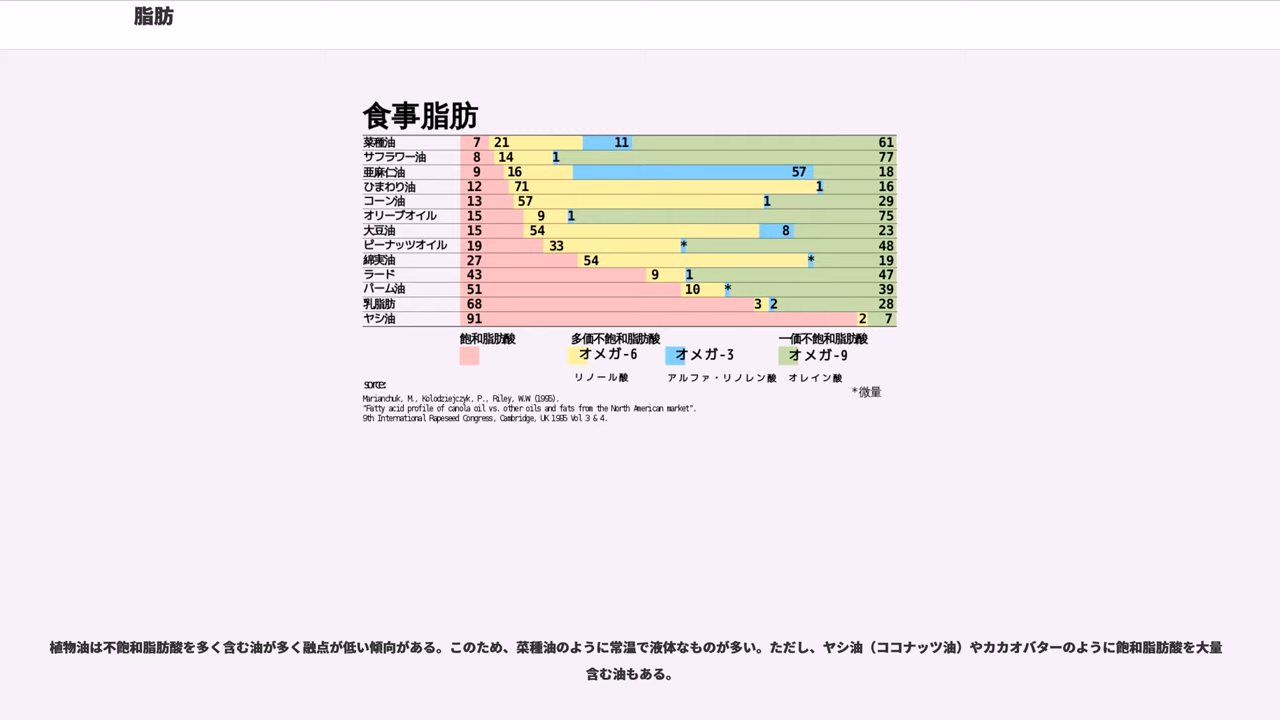 脂肪
食事脂肪
菜種油 7 21 11 61
サフラワー油 8 14 1 77
亜麻仁油 9 16 57 18
ひまわり油 12 71 1 16
コーン油 13 57 1 29
オリーブオイル 15 9 1 75
大豆油 15 54 8 23
ピーナッツオイル 19 33 * 48
綿実油 27 54 * 19
ラード 43 9 1 47
パーム油 51 10 * 39
乳脂肪 68 3 2 28
ヤシ油 91 2 7
飽和脂肪酸 多価不飽和脂肪酸 一価不飽和脂肪酸
オメガ-6 オメガ-3 オメガ-9
リノール酸 アルファ・リノレン酸 オレイン酸
*微量
Marianchuk, M., Kolodziejczyk, P., Riley, W.W (1995).
"Fatty acid profile of canola oil vs. other oils and fats from the North American market".
9th International Rapeseed Congress, Cambridge, UK 1995 Vol 3 & 4.
植物油は不飽和脂肪酸を多く含む油が多く融点が低い傾向がある。このため、菜種油のように常温で液体なものが多い。ただし、ヤシ油（ココナッツ油）やカカオバターのように飽和脂肪酸を大量
含む油もある。